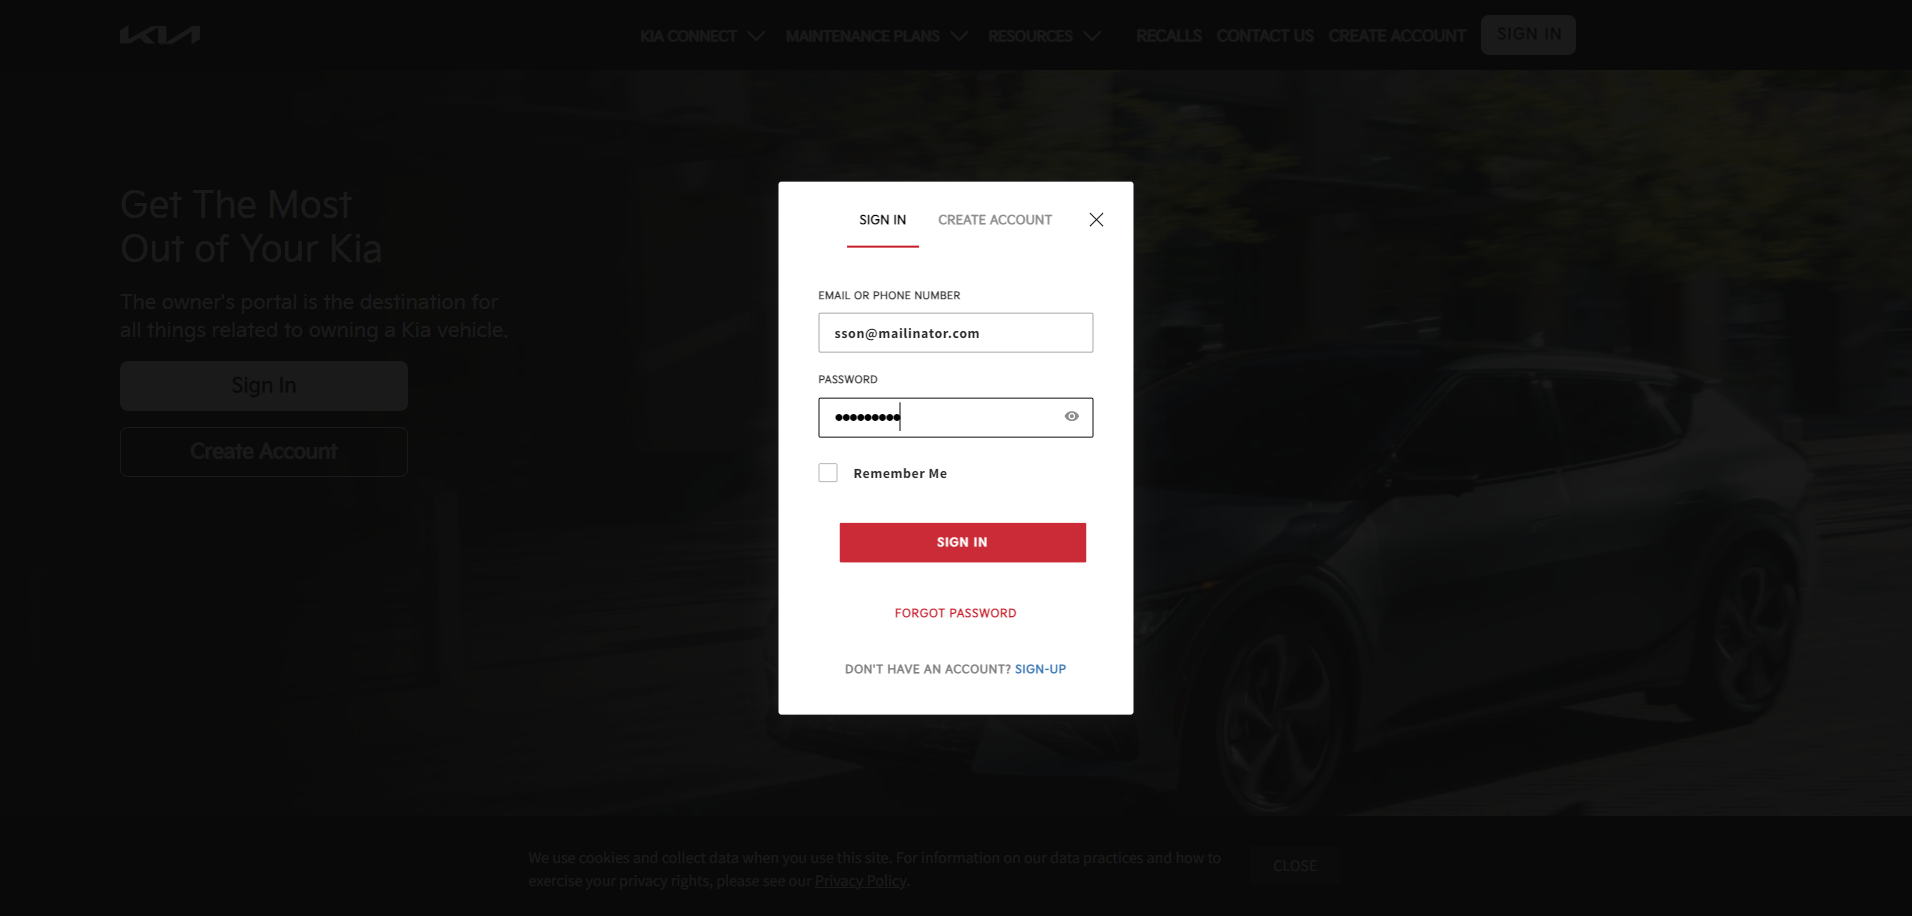 KIA
KIA CONNECT
MAINTENANCE PLANS
RESOURCES
RECALLS
CONTACT US
CREATE ACCOUNT
SIGN IN
Get The Most
Out of Your Kia
The owner's portal is the destination for
all things related to owning a Kia vehicle.
Sign In
Create Account
SIGN IN
CREATE ACCOUNT
EMAIL OR PHONE NUMBER
sson@mailinator.com
PASSWORD
Remember Me
SIGN IN
FORGOT PASSWORD
DON'T HAVE AN ACCOUNT? SIGN-UP
We use cookies and collect data when you use this site. For information on our data practices and how to
exercise your privacy rights, please see our Privacy Policy.
CLOSE